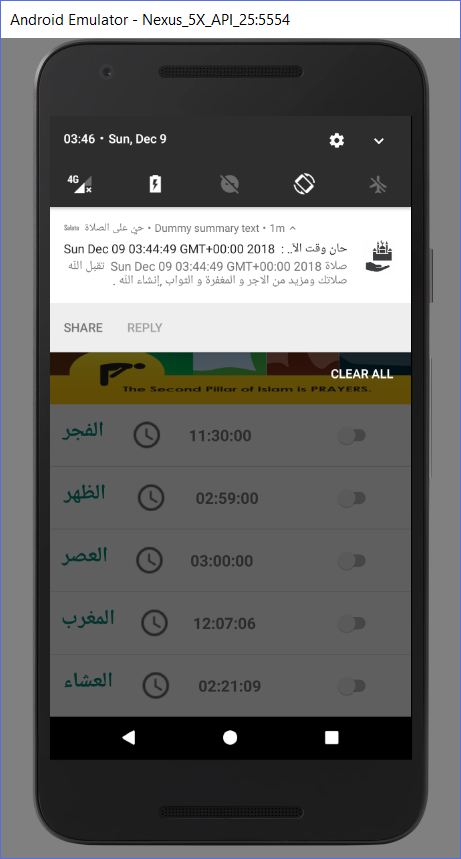 Android Emulator - Nexus_5X_API_25:5554
03:46 • Sun, Dec 9
4G
حي على الصلاة • Dummy summary text • 1m
Sun Dec 09 03:44:49 GMT+00:00 2018 : ..حان وقت الآ
صلاة Sun Dec 09 03:44:49 GMT+00:00 2018 تقبل الله
صلاتك ومزيد من الاجر و المغفرة و الثواب ,إنشاء الله .
SHARE REPLY
CLEAR ALL
The Second Pillar of Islam is PRAYERS.
الفجر 11:30:00
الظهر 02:59:00
العصر 03:00:00
المغرب 12:07:06
العشاء 02:21:09